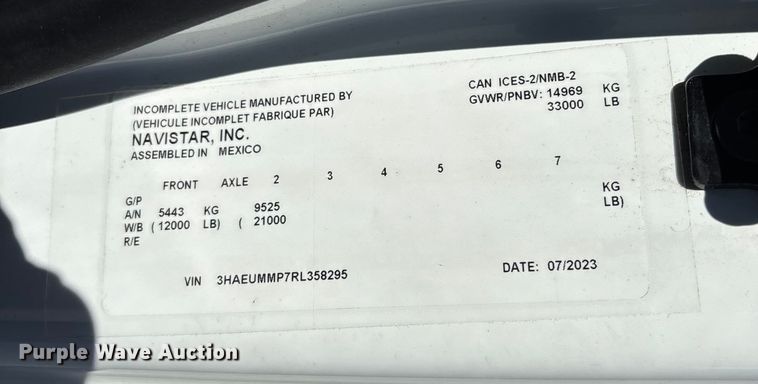 INCOMPLETE VEHICLE MANUFACTURED BY
(VEHICULE INCOMPLET FABRIQUE PAR)
NAVISTAR, INC.
ASSEMBLED IN MEXICO
CAN ICES-2/NMB-2
GVWR/PNBV: 14969 KG
33000 LB
FRONT AXLE 2 3 4 5 6 7
G/P
A/N 5443 KG 9525 KG
W/B ( 12000 LB) ( 21000 LB)
R/E
VIN 3HAEUMMP7RL358295
DATE: 07/2023
Purple Wave Auction